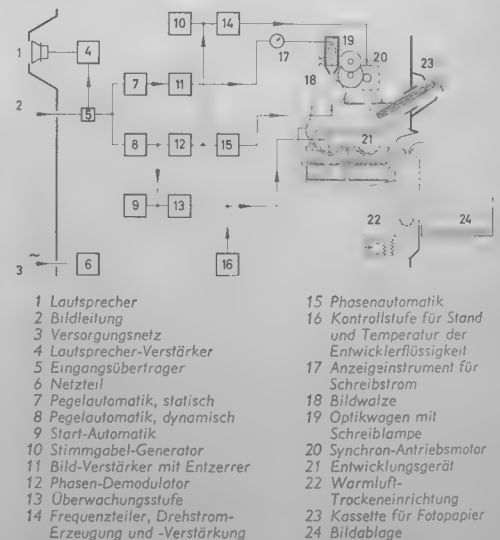 10
14
19
20
23
1
4
17
18
7
11
2
5
21
8
12
15
9
13
22
24
3
~
6
16
1 Lautsprecher
2 Bildleitung
3 Versorgungsnetz
4 Lautsprecher-Verstärker
5 Eingangsübertrager
6 Netzteil
7 Pegelautomatik, statisch
8 Pegelautomatik, dynamisch
9 Start-Automatik
10 Stimmgabel-Generator
11 Bild-Verstärker mit Entzerrer
12 Phasen-Demodulator
13 Überwachungsstufe
14 Frequenzteiler, Drehstrom-
Erzeugung und -Verstärkung
15 Phasenautomatik
16 Kontrollstufe für Stand
und Temperatur der
Entwicklerflüssigkeit
17 Anzeigeinstrument für
Schreibstrom
18 Bildwalze
19 Optikwagen mit
Schreiblampe
20 Synchron-Antriebsmotor
21 Entwicklungsgerät
22 Warmluft-
Trockeneinrichtung
23 Kassette für Fotopapier
24 Bildablage